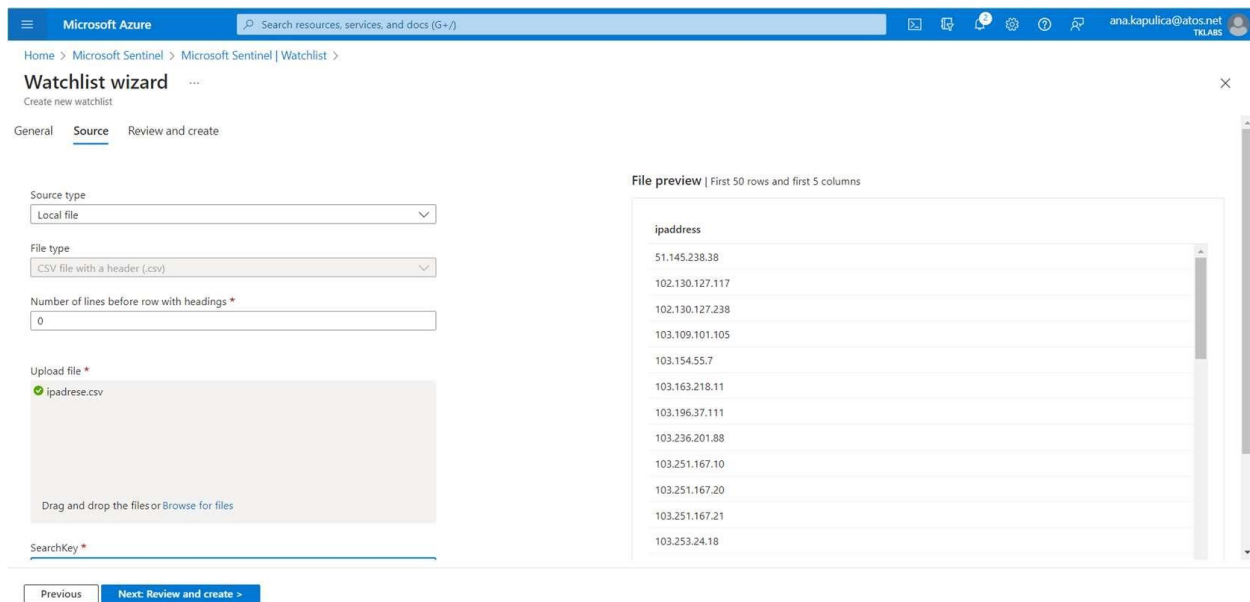 Microsoft Azure
Search resources, services, and docs (G+/)
2
ana.kapulica@atos.net
TKLABS
Home > Microsoft Sentinel > Microsoft Sentinel | Watchlist >
Watchlist wizard ...
Create new watchlist
General Source Review and create
Source type
Local file
File type
CSV file with a header (.csv)
Number of lines before row with headings *
0
Upload file *
ipadrese.csv
Drag and drop the files or Browse for files
SearchKey *
File preview | First 50 rows and first 5 columns
ipaddress
51.145.238.38
102.130.127.117
102.130.127.238
103.109.101.105
103.154.55.7
103.163.218.11
103.196.37.111
103.236.201.88
103.251.167.10
103.251.167.20
103.251.167.21
103.253.24.18
Previous
Next: Review and create >